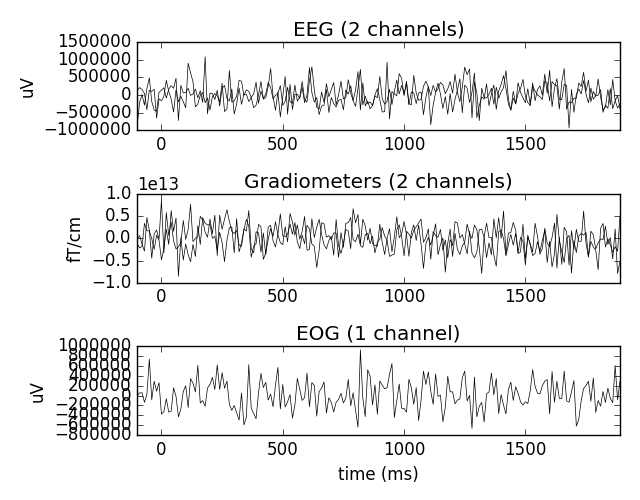 EEG (2 channels)
1500000
1000000
500000
0
−500000
−1000000
uV
0 500 1000 1500
1e13 Gradiometers (2 channels)
1.0
0.5
0.0
−0.5
−1.0
fT/cm
0 500 1000 1500
EOG (1 channel)
1000000
800000
600000
400000
200000
0
−200000
−400000
−600000
−800000
uV
0 500 1000 1500
time (ms)